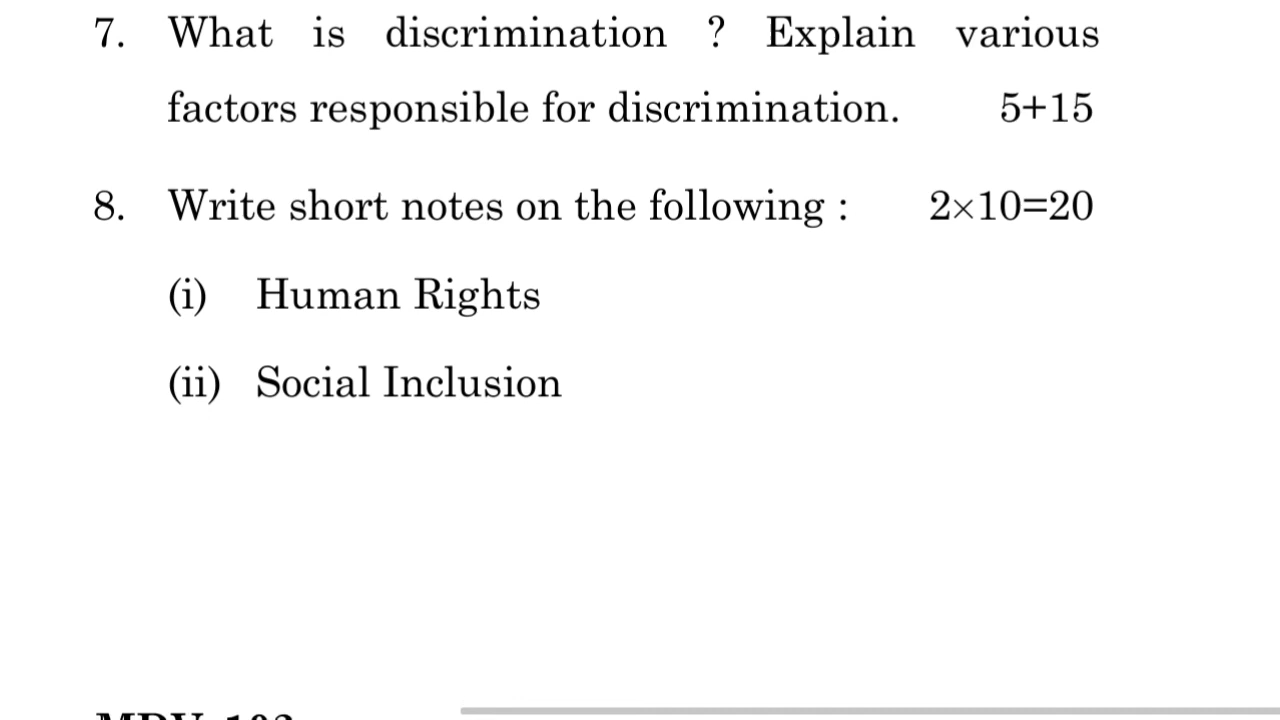 7. What is discrimination ? Explain various
factors responsible for discrimination. 5+15
8. Write short notes on the following : 2×10=20
(i) Human Rights
(ii) Social Inclusion